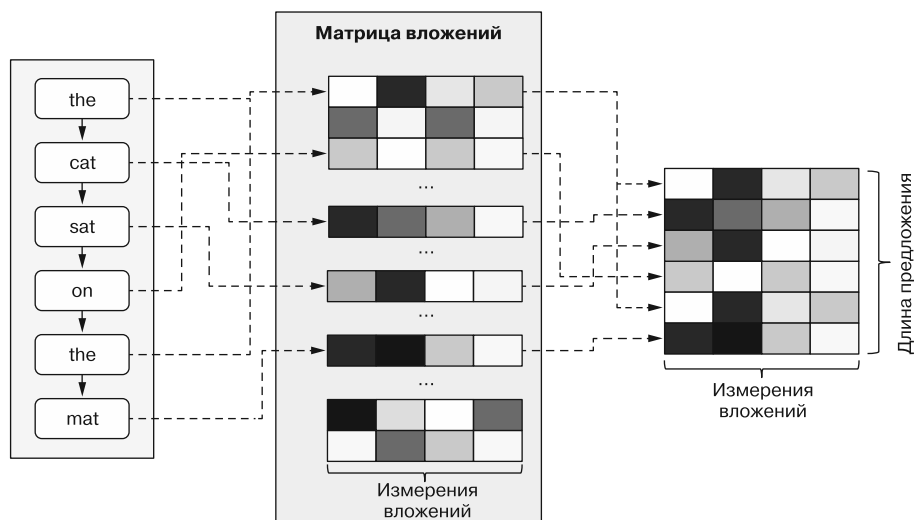 Матрица вложений
the
cat
sat
on
the
mat
...
...
...
...
Измерения
вложений
Измерения
вложений
Длина предложения